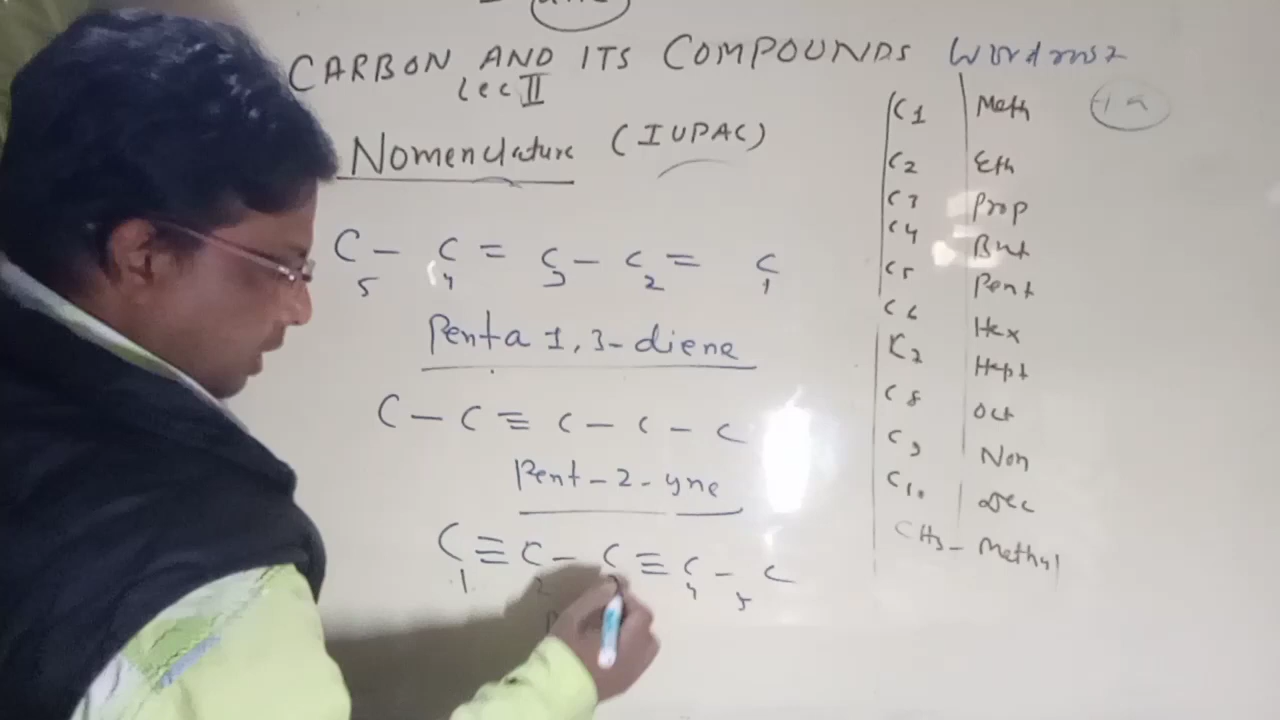 ane
CARBON AND ITS COMPOUNDS
Lec II
Nomenclature (IUPAC)
C - C = C - C = C
5 4 3 2 1
Penta 1, 3-diene
C - C ≡ C - C - C
Pent-2-yne
C ≡ C - C ≡ C - C
1 2 3 4 5
C1 Meth
C2 Eth
C3 Prop
C4 But
C5 Pent
C6 Hex
C7 Hept
C8 Oct
C9 Non
C10 Dec
CH3 - Methyl